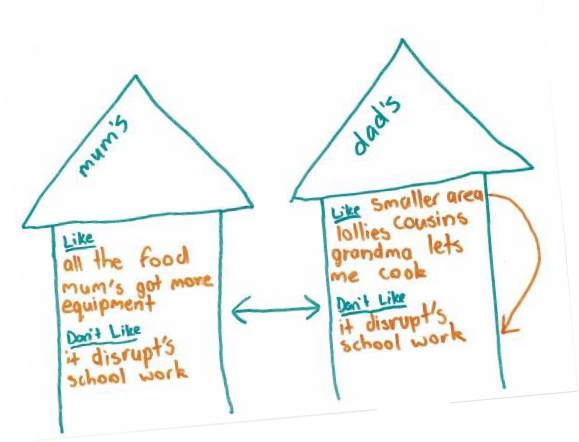 mum's
Like
all the food
mum's got more
equipment
Don't Like
it disrupt's
school work
dad's
Like smaller area
lollies cousins
grandma lets
me cook
Don't Like
it disrupt's
school work